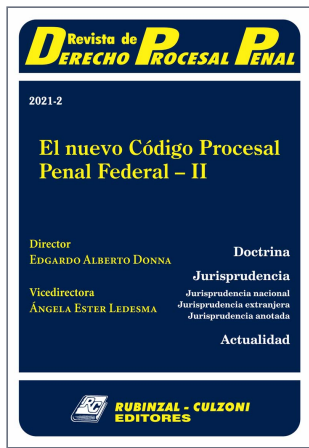 Revista de
DERECHO PROCESAL PENAL
2021-2
El nuevo Código Procesal
Penal Federal – II
Director
EDGARDO ALBERTO DONNA
Vicedirectora
ÁNGELA ESTER LEDESMA
Doctrina
Jurisprudencia
Jurisprudencia nacional
Jurisprudencia extranjera
Jurisprudencia anotada
Actualidad
RC
RUBINZAL - CULZONI
EDITORES